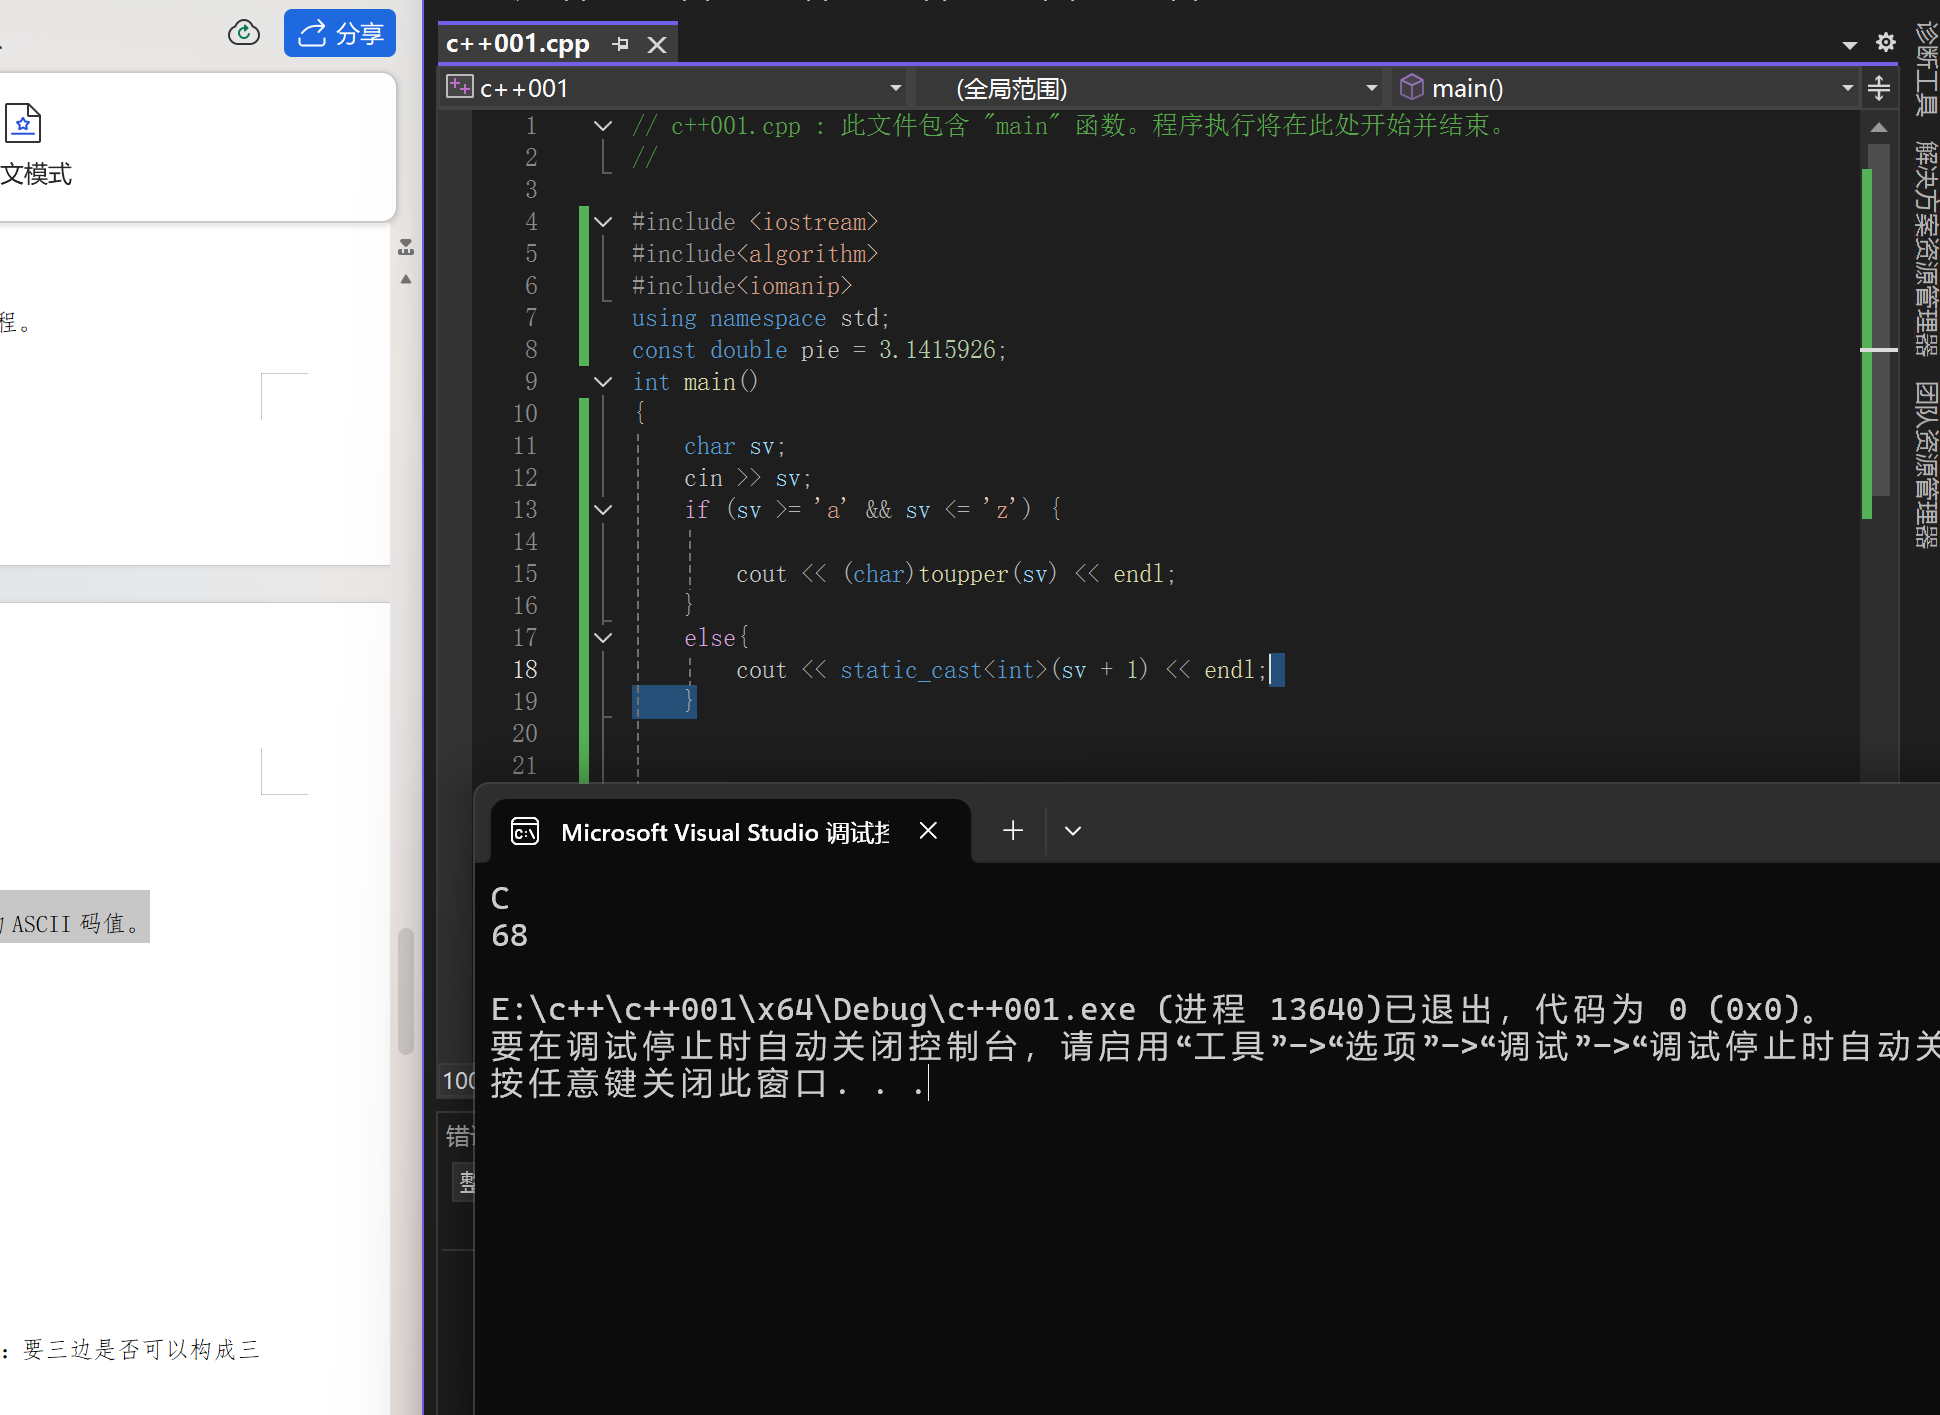 分享
文模式
程。
ASCII 码值。
：要三边是否可以构成三
c++001.cpp
c++001
(全局范围)
main()
1 // c++001.cpp : 此文件包含 "main" 函数。程序执行将在此处开始并结束。
2 //
3
4 #include <iostream>
5 #include<algorithm>
6 #include<iomanip>
7 using namespace std;
8 const double pie = 3.1415926;
9 int main()
10 {
11 char sv;
12 cin >> sv;
13 if (sv >= 'a' && sv <= 'z') {
14
15 cout << (char)toupper(sv) << endl;
16 }
17 else{
18 cout << static_cast<int>(sv + 1) << endl;
19 }
20
21
诊断工具
解决方案资源管理器
团队资源管理器
100
错
整
Microsoft Visual Studio 调试控
C
68
E:\c++\c++001\x64\Debug\c++001.exe (进程 13640)已退出，代码为 0 (0x0)。
要在调试停止时自动关闭控制台，请启用“工具”->“选项”->“调试”->“调试停止时自动关
按任意键关闭此窗口. . .